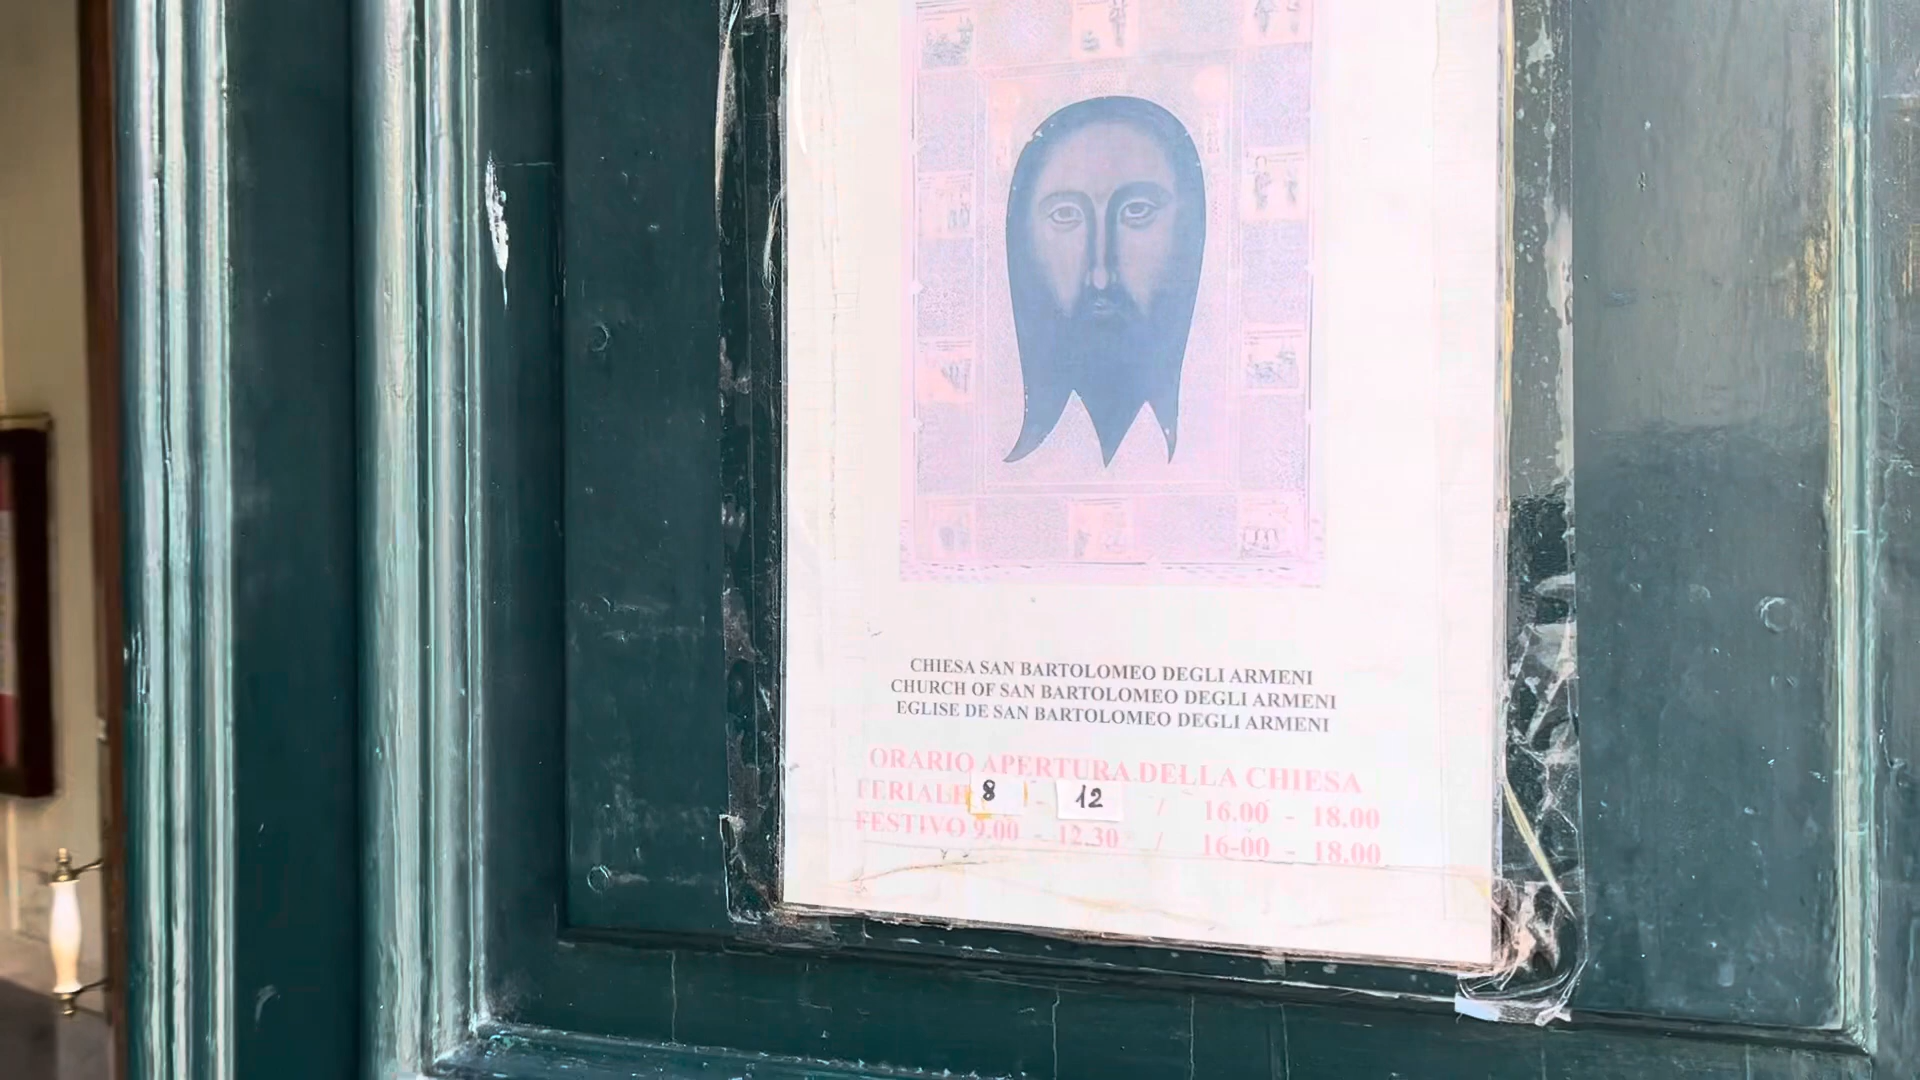 CHIESA SAN BARTOLOMEO DEGLI ARMENI
CHURCH OF SAN BARTOLOMEO DEGLI ARMENI
EGLISE DE SAN BARTOLOMEO DEGLI ARMENI
ORARIO APERTURA DELLA CHIESA
FERIALE 8 - 12 / 16.00 - 18.00
FESTIVO 9.00 - 12.30 / 16-00 - 18.00